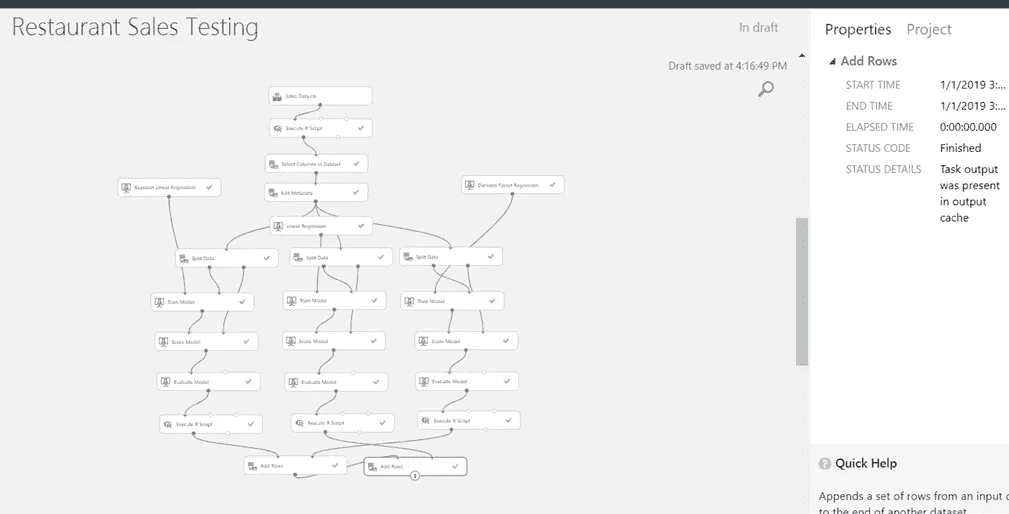 Restaurant Sales Testing
In draft
Properties Project
Draft saved at 4:16:49 PM
Add Rows
START TIME 1/1/2019 3:...
END TIME 1/1/2019 3:...
ELAPSED TIME 0:00:00.000
STATUS CODE Finished
STATUS DETAILS Task output
was present
in output
cache
Execute R Script
Select Columns in Dataset
Bayesian Linear Regression
Edit Metadata
Decision Forest Regression
Linear Regression
Split Data
Split Data
Split Data
Train Model
Train Model
Train Model
Score Model
Score Model
Score Model
Evaluate Model
Evaluate Model
Evaluate Model
Execute R Script
Execute R Script
Execute R Script
Add Rows
Add Rows
1
Quick Help
Appends a set of rows from an input
to the end of another dataset